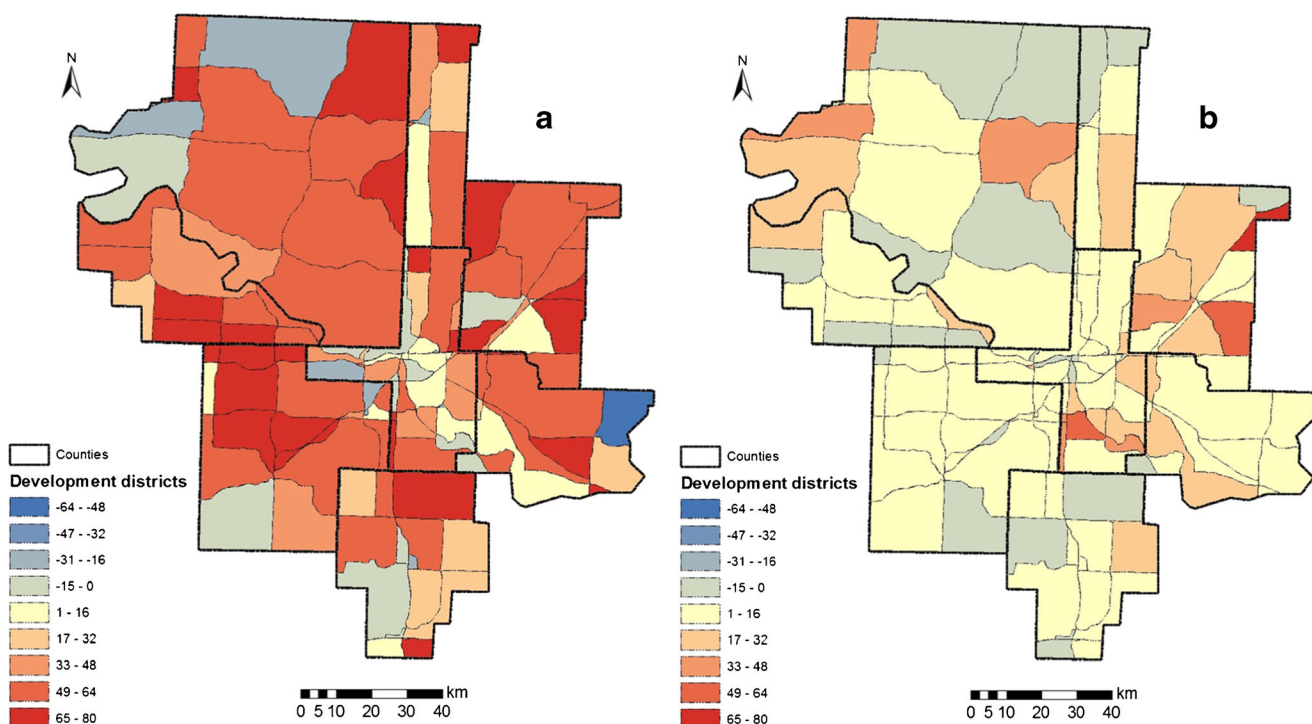 N
a
Counties
Development districts
-64 - -48
-47 - -32
-31 - -16
-15 - 0
1 - 16
17 - 32
33 - 48
49 - 64
65 - 80
km
0 5 10 20 30 40
N
b
Counties
Development districts
-64 - -48
-47 - -32
-31 - -16
-15 - 0
1 - 16
17 - 32
33 - 48
49 - 64
65 - 80
km
0 5 10 20 30 40